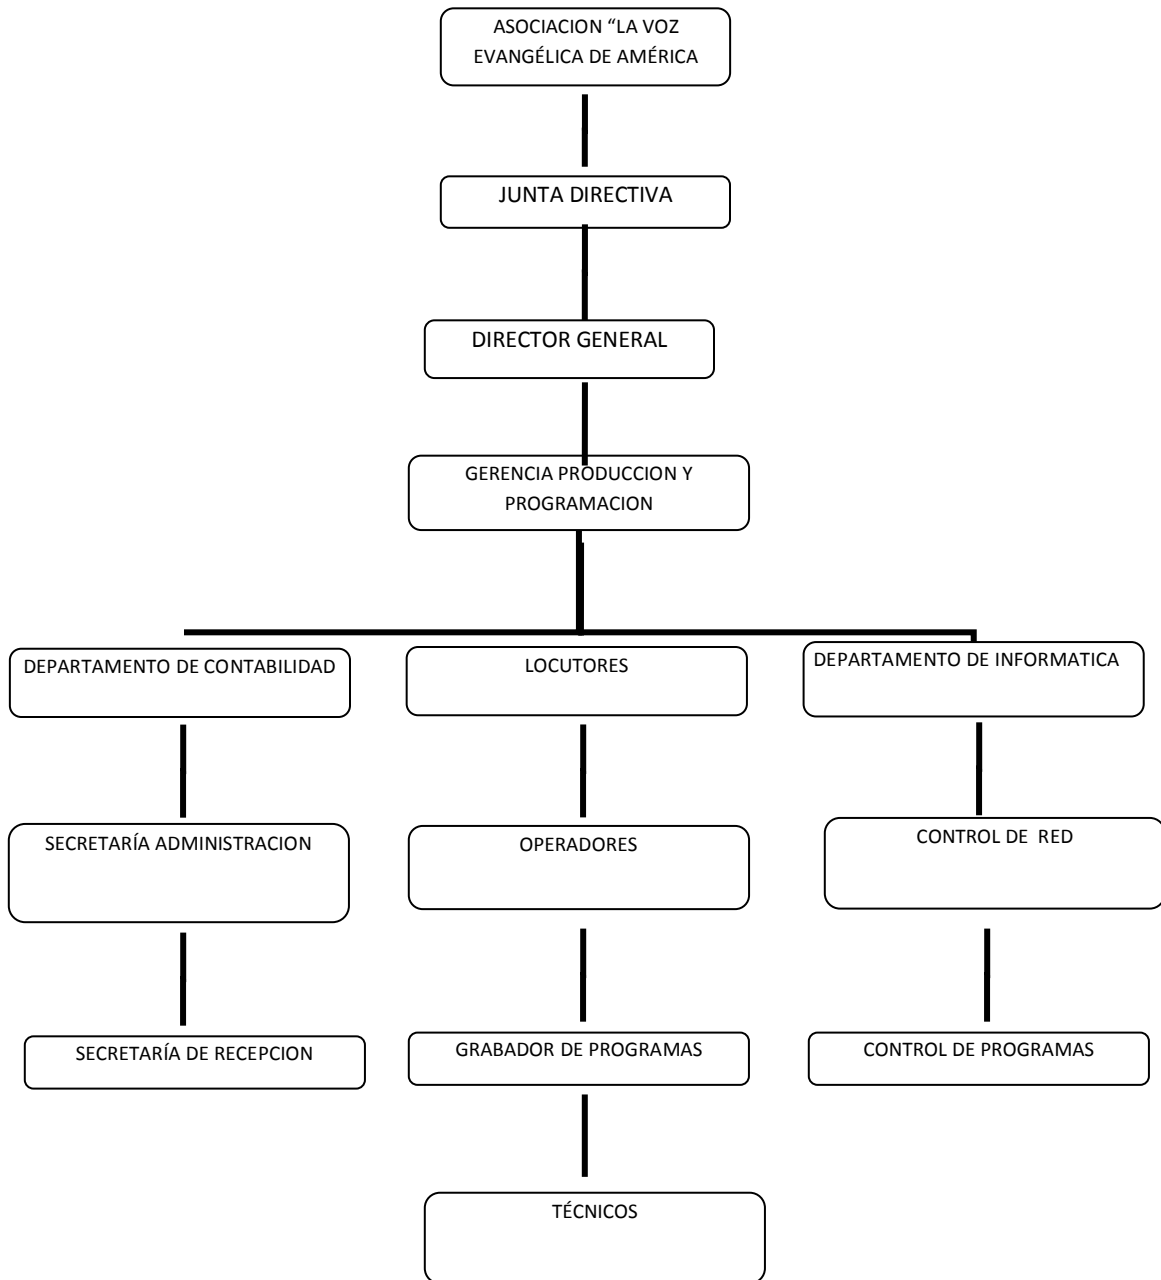 ASOCIACION “LA VOZ
EVANGÉLICA DE AMÉRICA
JUNTA DIRECTIVA
DIRECTOR GENERAL
GERENCIA PRODUCCION Y
PROGRAMACION
DEPARTAMENTO DE CONTABILIDAD
LOCUTORES
DEPARTAMENTO DE INFORMATICA
SECRETARÍA ADMINISTRACION
OPERADORES
CONTROL DE  RED
SECRETARÍA DE RECEPCION
GRABADOR DE PROGRAMAS
CONTROL DE PROGRAMAS
TÉCNICOS